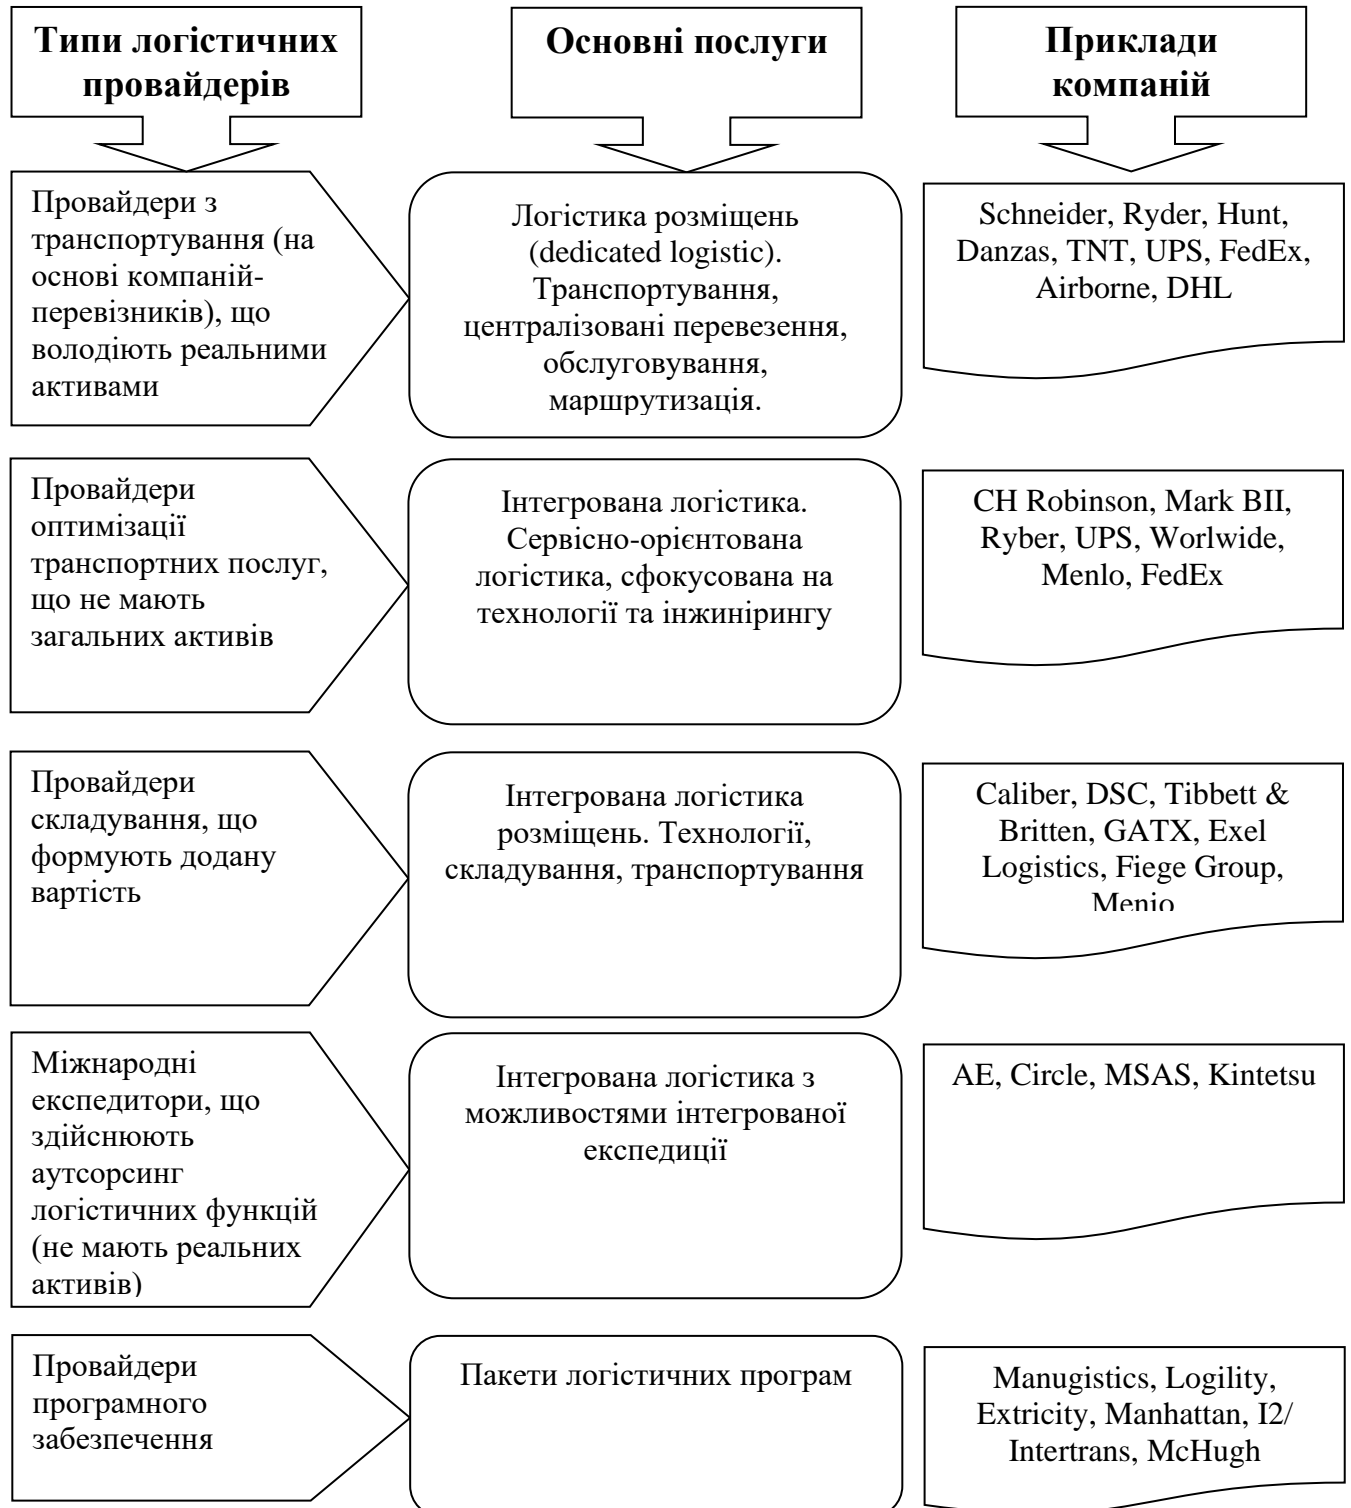 Типи логістичних
провайдерів
Основні послуги
Приклади
компаній
Провайдери з
транспортування (на
основі компаній-
перевізників), що
володіють реальними
активами
Логістика розміщень
(dedicated logistic).
Транспортування,
централізовані перевезення,
обслуговування,
маршрутизація.
Schneider, Ryder, Hunt,
Danzas, TNT, UPS, FedEx,
Airborne, DHL
Провайдери
оптимізації
транспортних послуг,
що не мають
загальних активів
Інтегрована логістика.
Сервісно-орієнтована
логістика, сфокусована на
технології та інжинірингу
CH Robinson, Mark BII,
Ryber, UPS, Worlwide,
Menlo, FedEx
Провайдери
складування, що
формують додану
вартість
Інтегрована логістика
розміщень. Технології,
складування, транспортування
Caliber, DSC, Tibbett &
Britten, GATX, Exel
Logistics, Fiege Group,
Menio
Міжнародні
експедитори, що
здійснюють
аутсорсинг
логістичних функцій
(не мають реальних
активів)
Інтегрована логістика з
можливостями інтегрованої
експедиції
AE, Circle, MSAS, Kintetsu
Провайдери
програмного
забезпечення
Пакети логістичних програм
Manugistics, Logility,
Extricity, Manhattan, I2/
Intertrans, McHugh